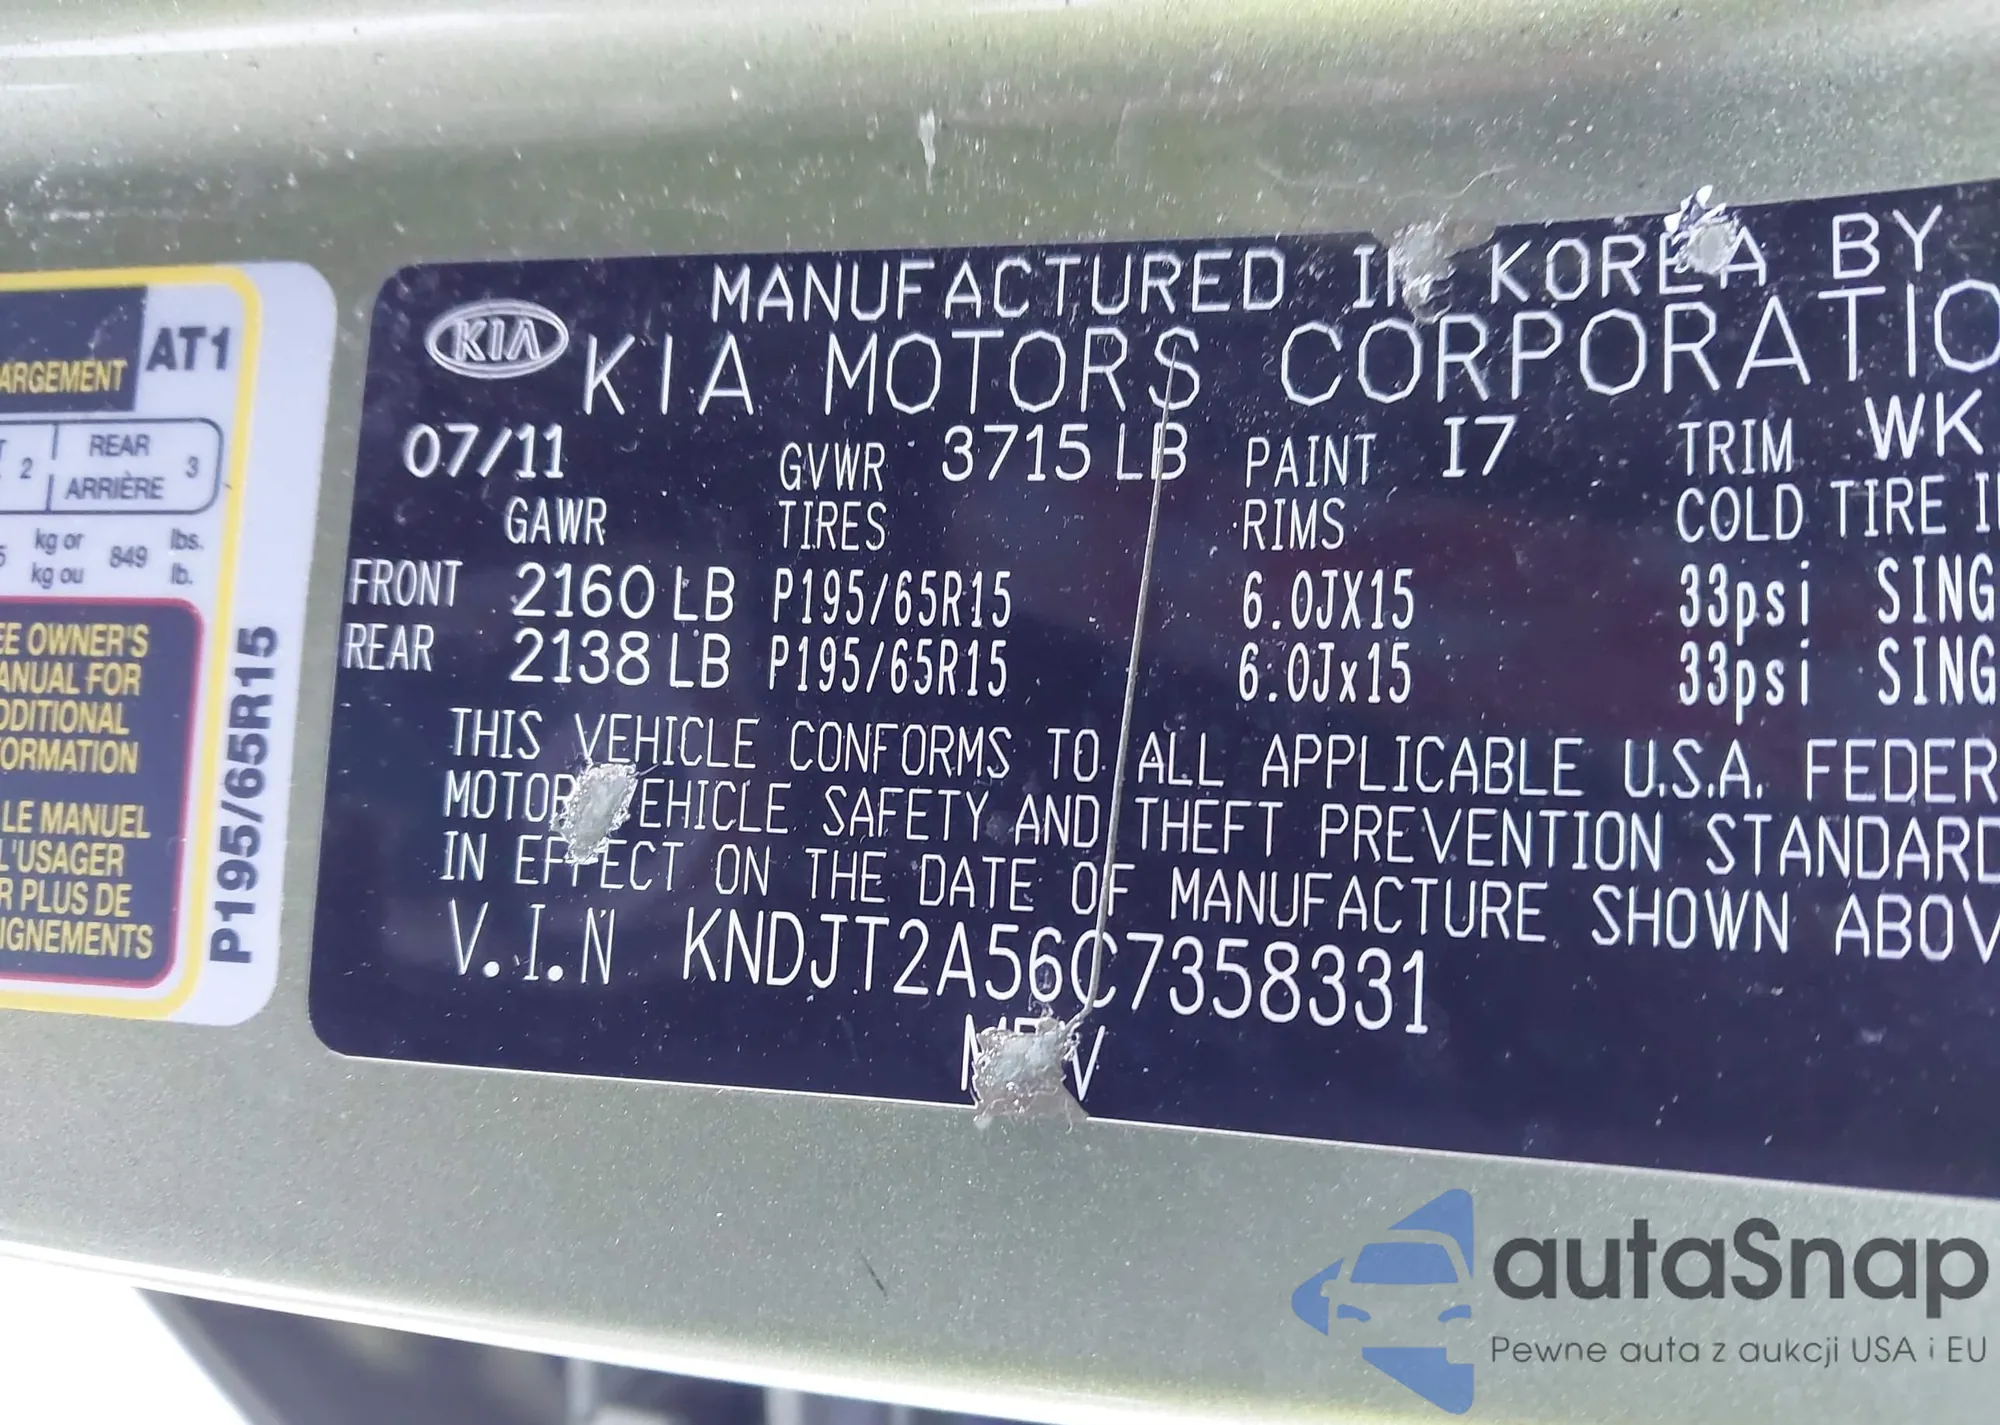 ARGEMENT
AT1
2
REAR
ARRIÈRE
3
kg or
kg ou
849
lbs.
lb.
EE OWNER'S
ANUAL FOR
DDITIONAL
FORMATION
LE MANUEL
L'USAGER
R PLUS DE
IGNEMENTS
P195/65R15
MANUFACTURED IN KOREA BY
KIA
KIA MOTORS CORPORATIO
07/11 GVWR 3715 LB PAINT I7 TRIM WK
GAWR TIRES RIMS COLD TIRE I
FRONT 2160 LB P195/65R15 6.0JX15 33psi SING
REAR 2138 LB P195/65R15 6.0Jx15 33psi SING
THIS VEHICLE CONFORMS TO ALL APPLICABLE U.S.A. FEDER
MOTOR VEHICLE SAFETY AND THEFT PREVENTION STANDARD
IN EFFECT ON THE DATE OF MANUFACTURE SHOWN ABOV
V.I.N KNDJT2A56C7358331
autaSnap
Pewne auta z aukcji USA i EU